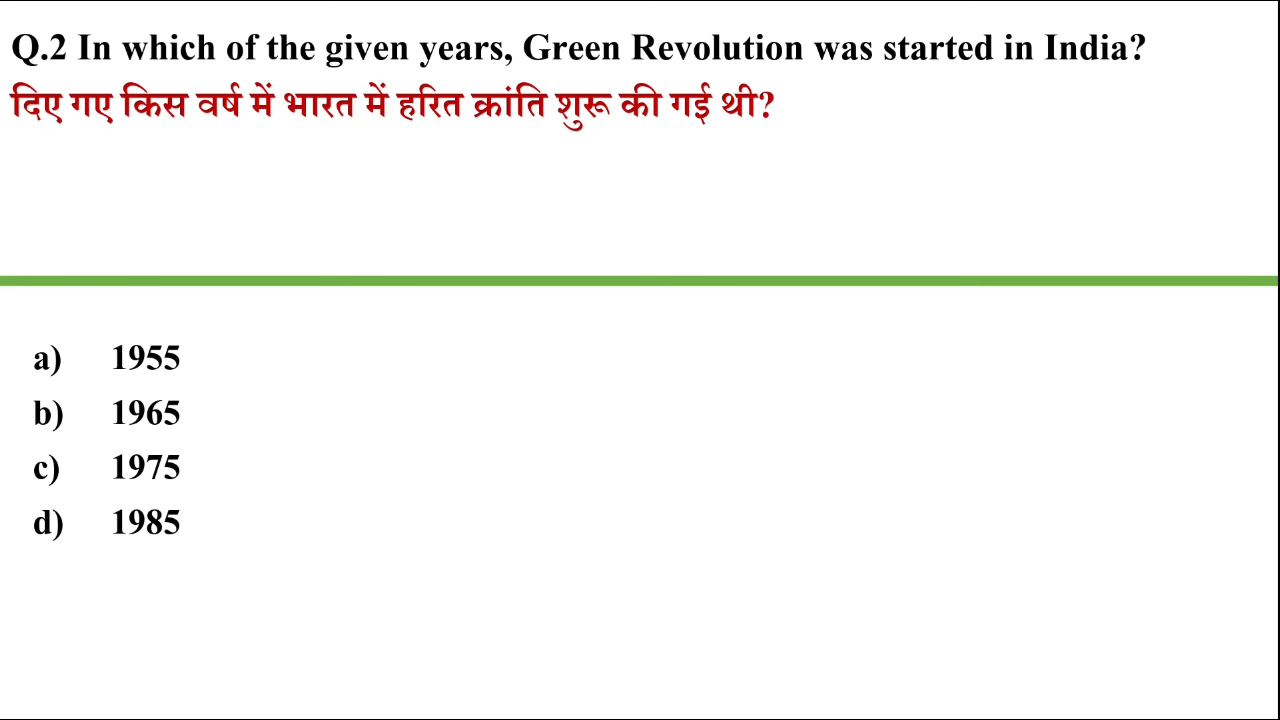 Q.2 In which of the given years, Green Revolution was started in India?
दिए गए किस वर्ष में भारत में हरित क्रांति शुरू की गई थी?
a) 1955
b) 1965
c) 1975
d) 1985